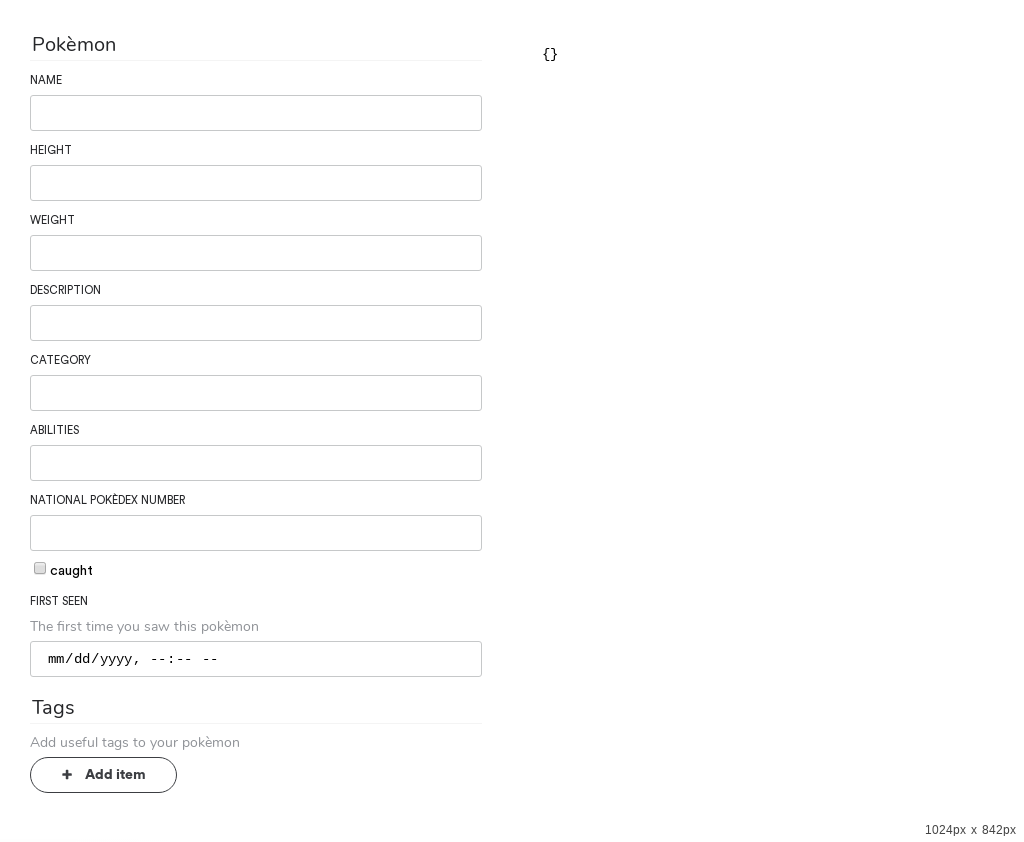 Pokèmon
{}
NAME
HEIGHT
WEIGHT
DESCRIPTION
CATEGORY
ABILITIES
NATIONAL POKÈDEX NUMBER
caught
FIRST SEEN
The first time you saw this pokèmon
mm/dd/yyyy, --:-- --
Tags
Add useful tags to your pokèmon
+ Add item
1024px x 842px